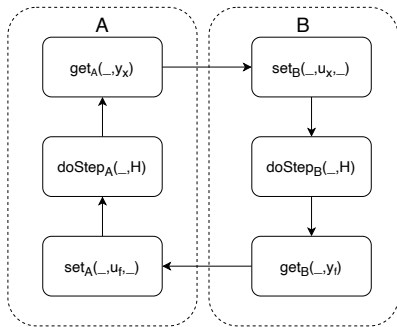 A
B
get_A(_,y_x)
set_B(_,u_x,_)
doStep_A(_,H)
doStep_B(_,H)
set_A(_,u_f,_)
get_B(_,y_f)